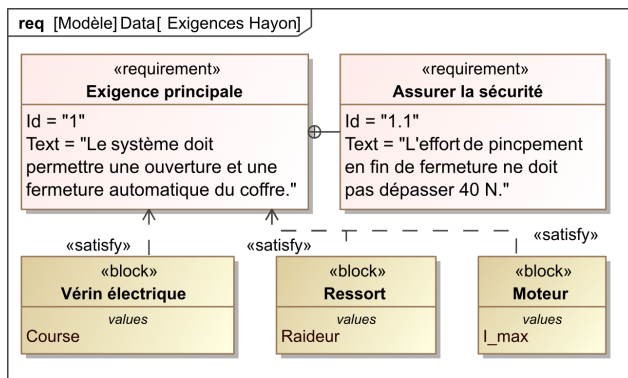 req [Modèle] Data[ Exigences Hayon]
«requirement»
Exigence principale
Id = "1"
Text = "Le système doit
permettre une ouverture et une
fermeture automatique du coffre."
«requirement»
Assurer la sécurité
Id = "1.1"
Text = "L'effort de pincpement
en fin de fermeture ne doit
pas dépasser 40 N."
«satisfy»
«satisfy»
«satisfy»
«block»
Vérin électrique
values
Course
«block»
Ressort
values
Raideur
«block»
Moteur
values
I_max